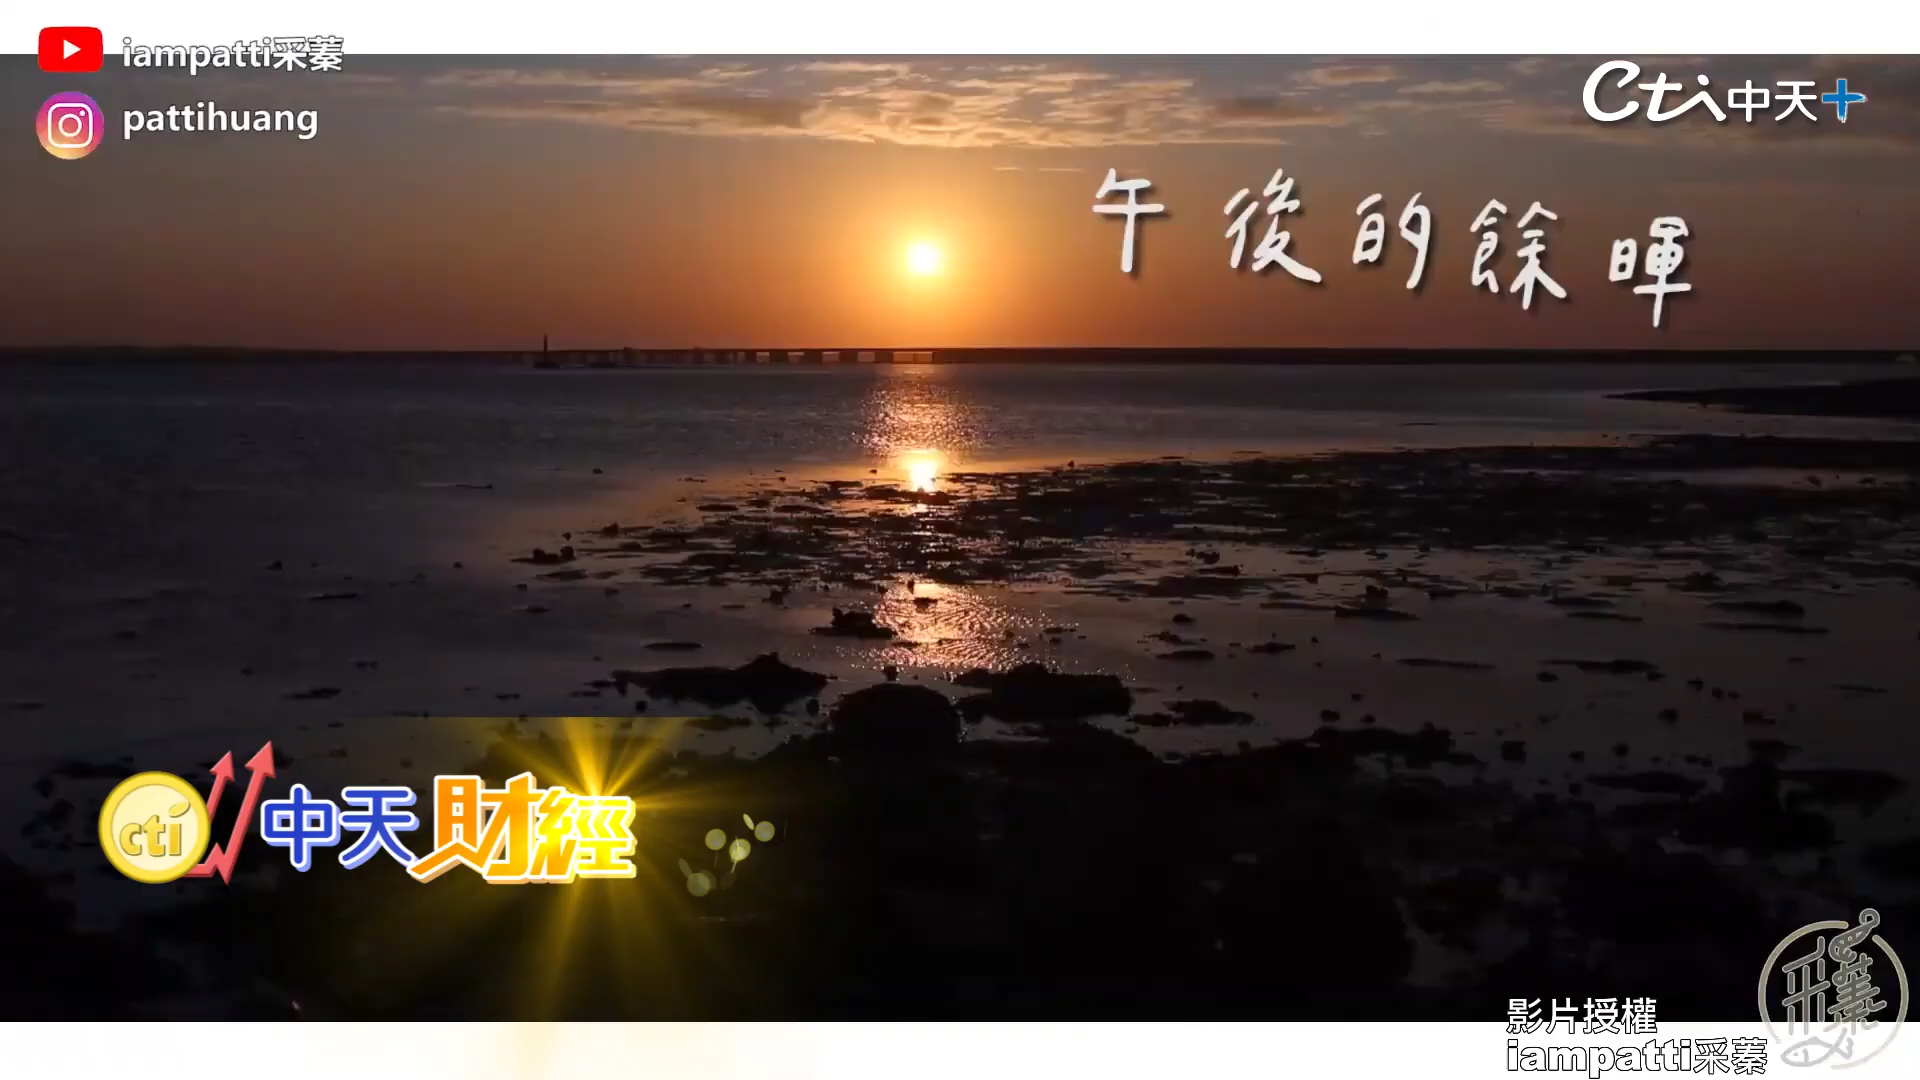 iampatti采蓁
pattihuang
cti中天+
午後的餘暉
cti
中天財經
影片授權
iampatti采蓁
采蓁